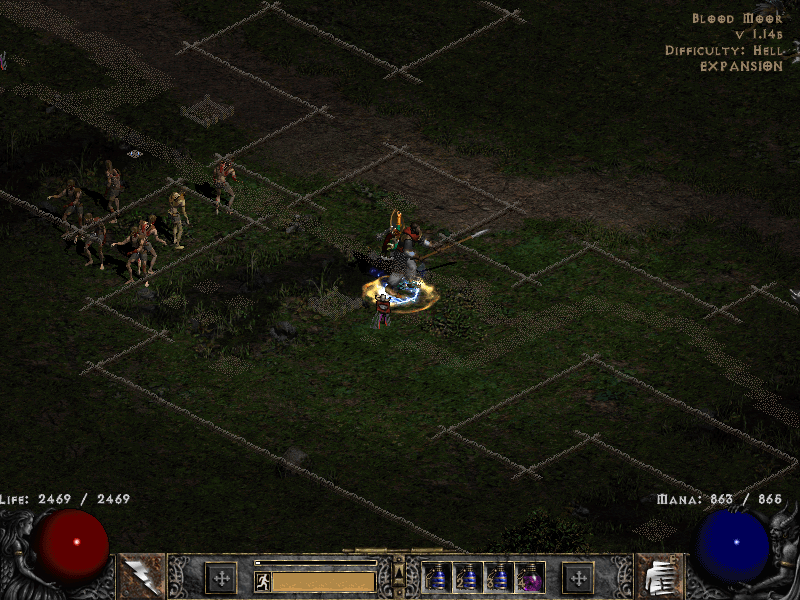 Blood Moor
v 1.14b
Difficulty: Hell
EXPANSION
Life: 2469 / 2469
Mana: 863 / 865